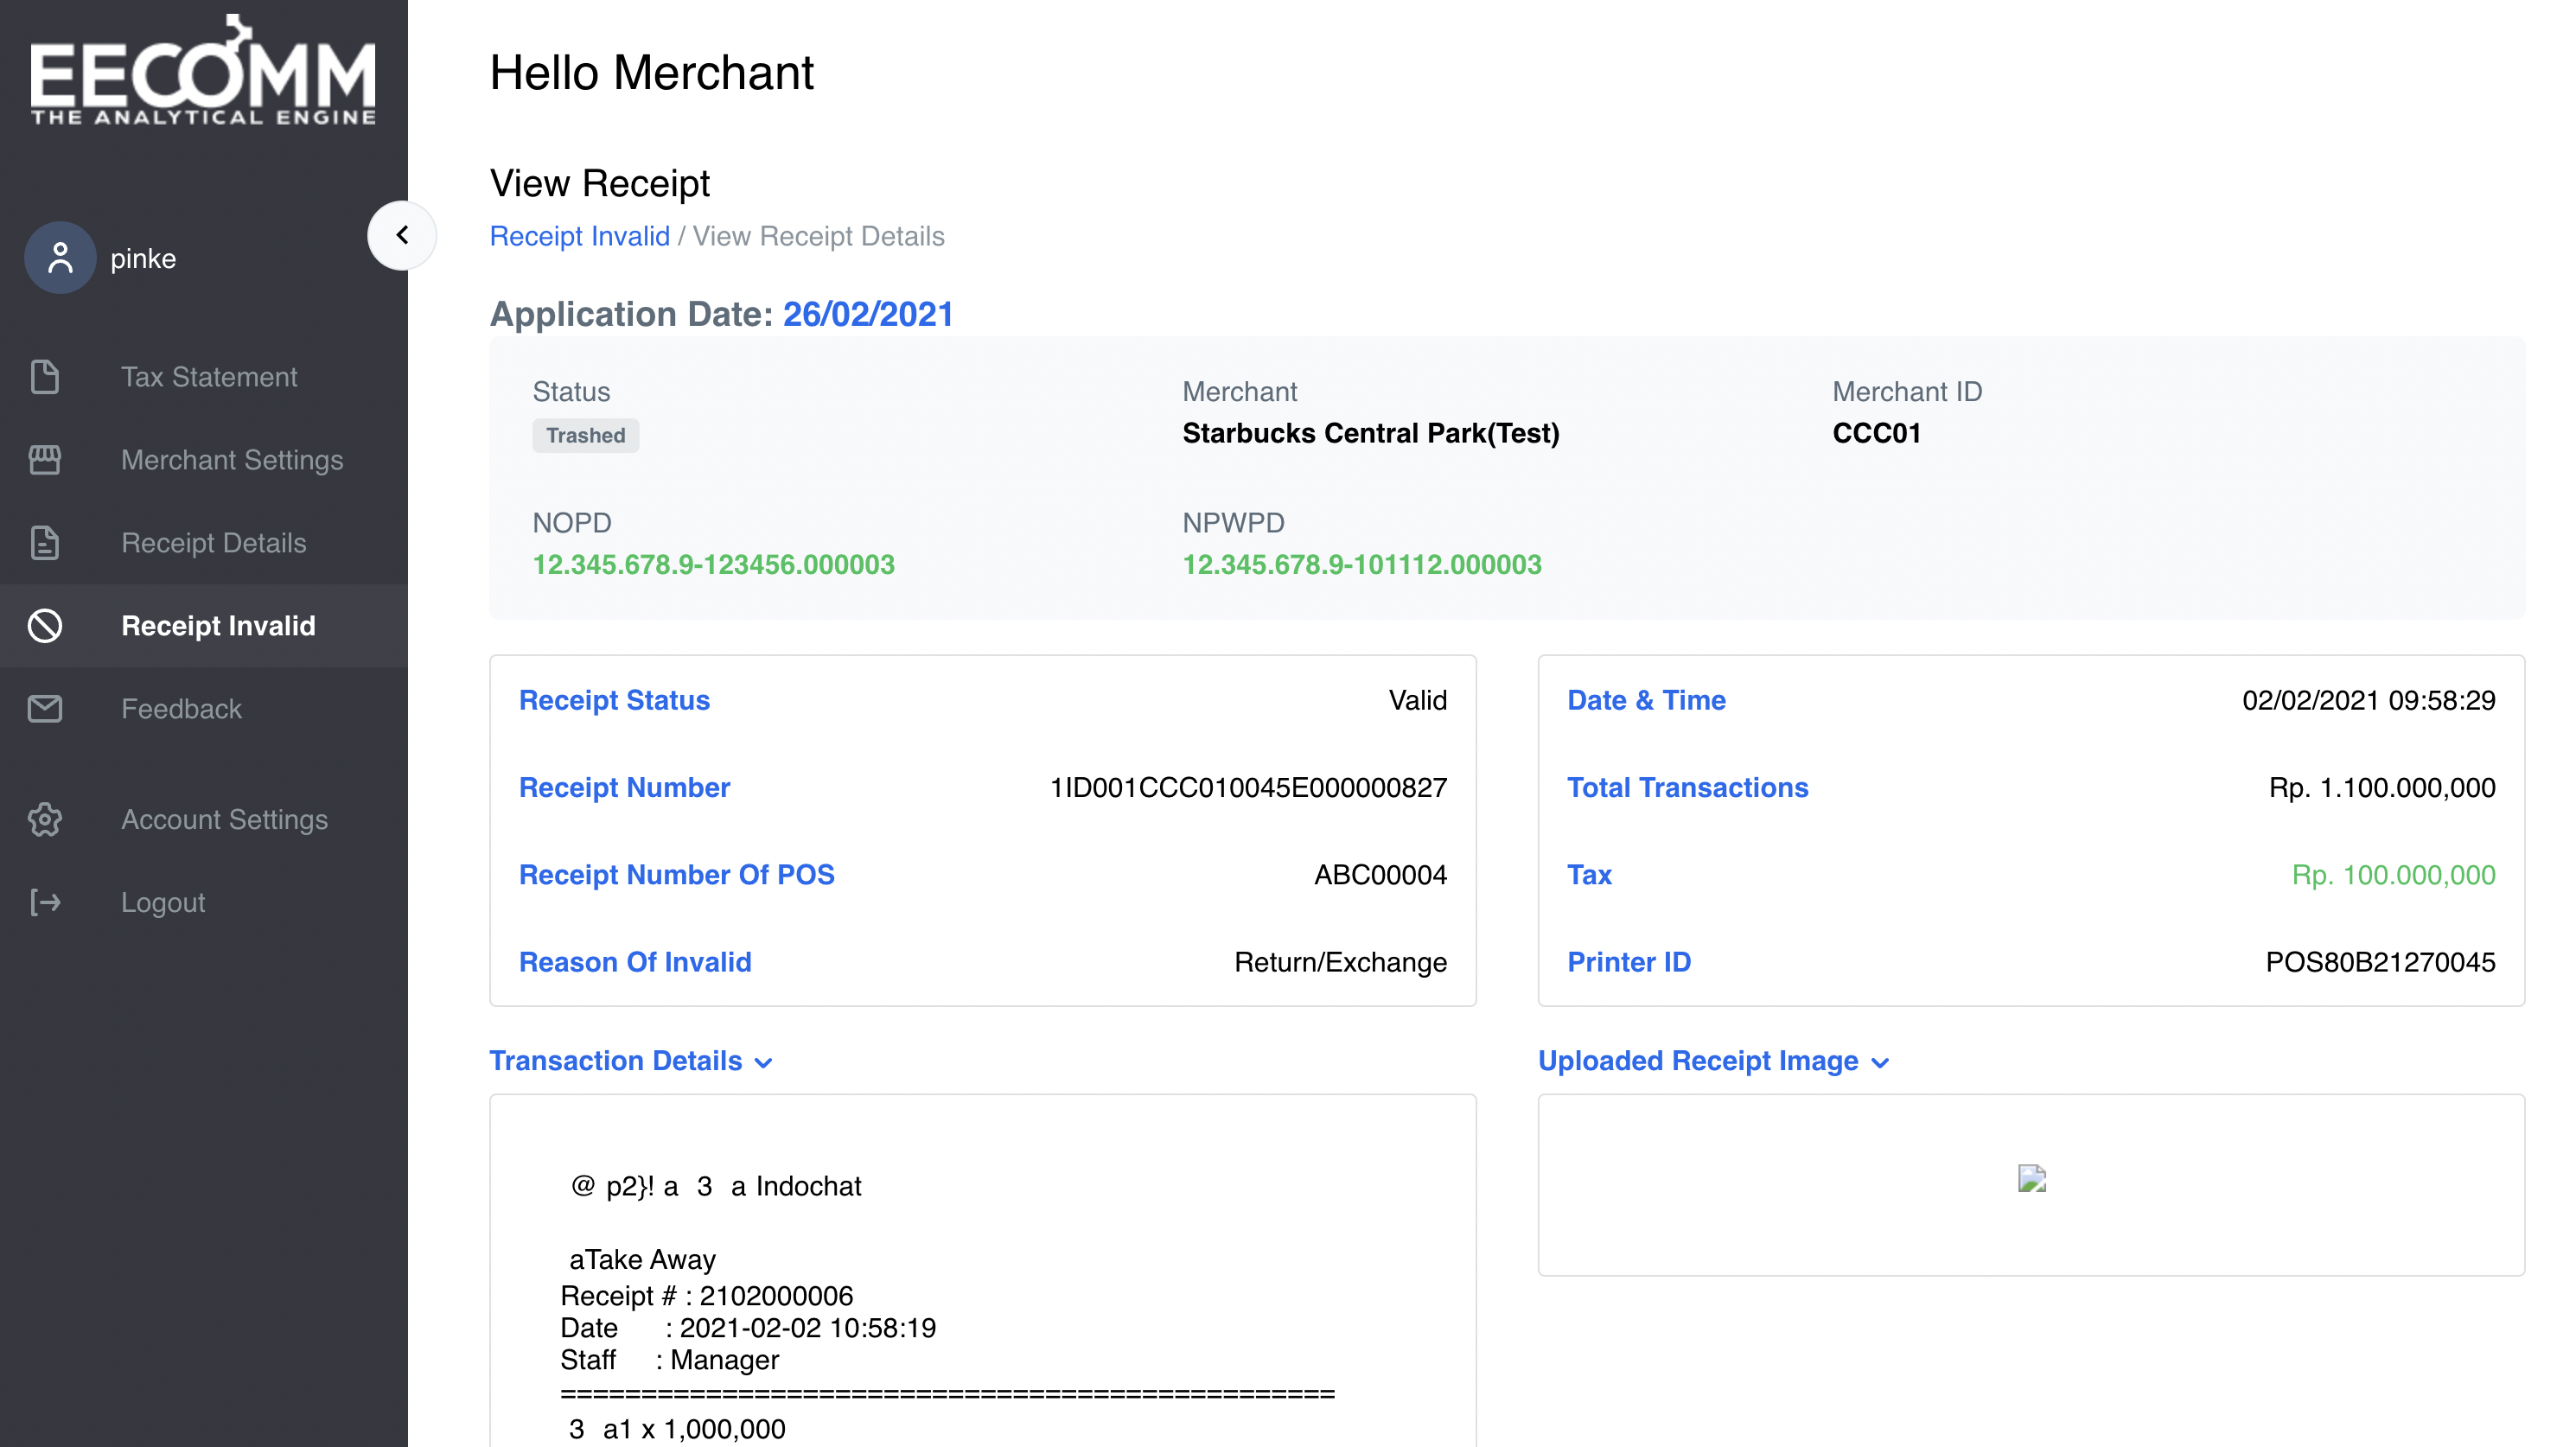 EECOMM
THE ANALYTICAL ENGINE
pinke
Tax Statement
Merchant Settings
Receipt Details
Receipt Invalid
Feedback
Account Settings
Logout
Hello Merchant
View Receipt
Receipt Invalid / View Receipt Details
Application Date: 26/02/2021
Status
Trashed
Merchant
Starbucks Central Park(Test)
Merchant ID
CCC01
NOPD
12.345.678.9-123456.000003
NPWPD
12.345.678.9-101112.000003
Receipt Status Valid
Receipt Number 1ID001CCC010045E000000827
Receipt Number Of POS ABC00004
Reason Of Invalid Return/Exchange
Date & Time 02/02/2021 09:58:29
Total Transactions Rp. 1.100.000,000
Tax Rp. 100.000,000
Printer ID POS80B21270045
Transaction Details
@ p2}! a 3 a Indochat
aTake Away
Receipt # : 2102000006
Date : 2021-02-02 10:58:19
Staff : Manager
================================================
3 a1 x 1,000,000
Uploaded Receipt Image